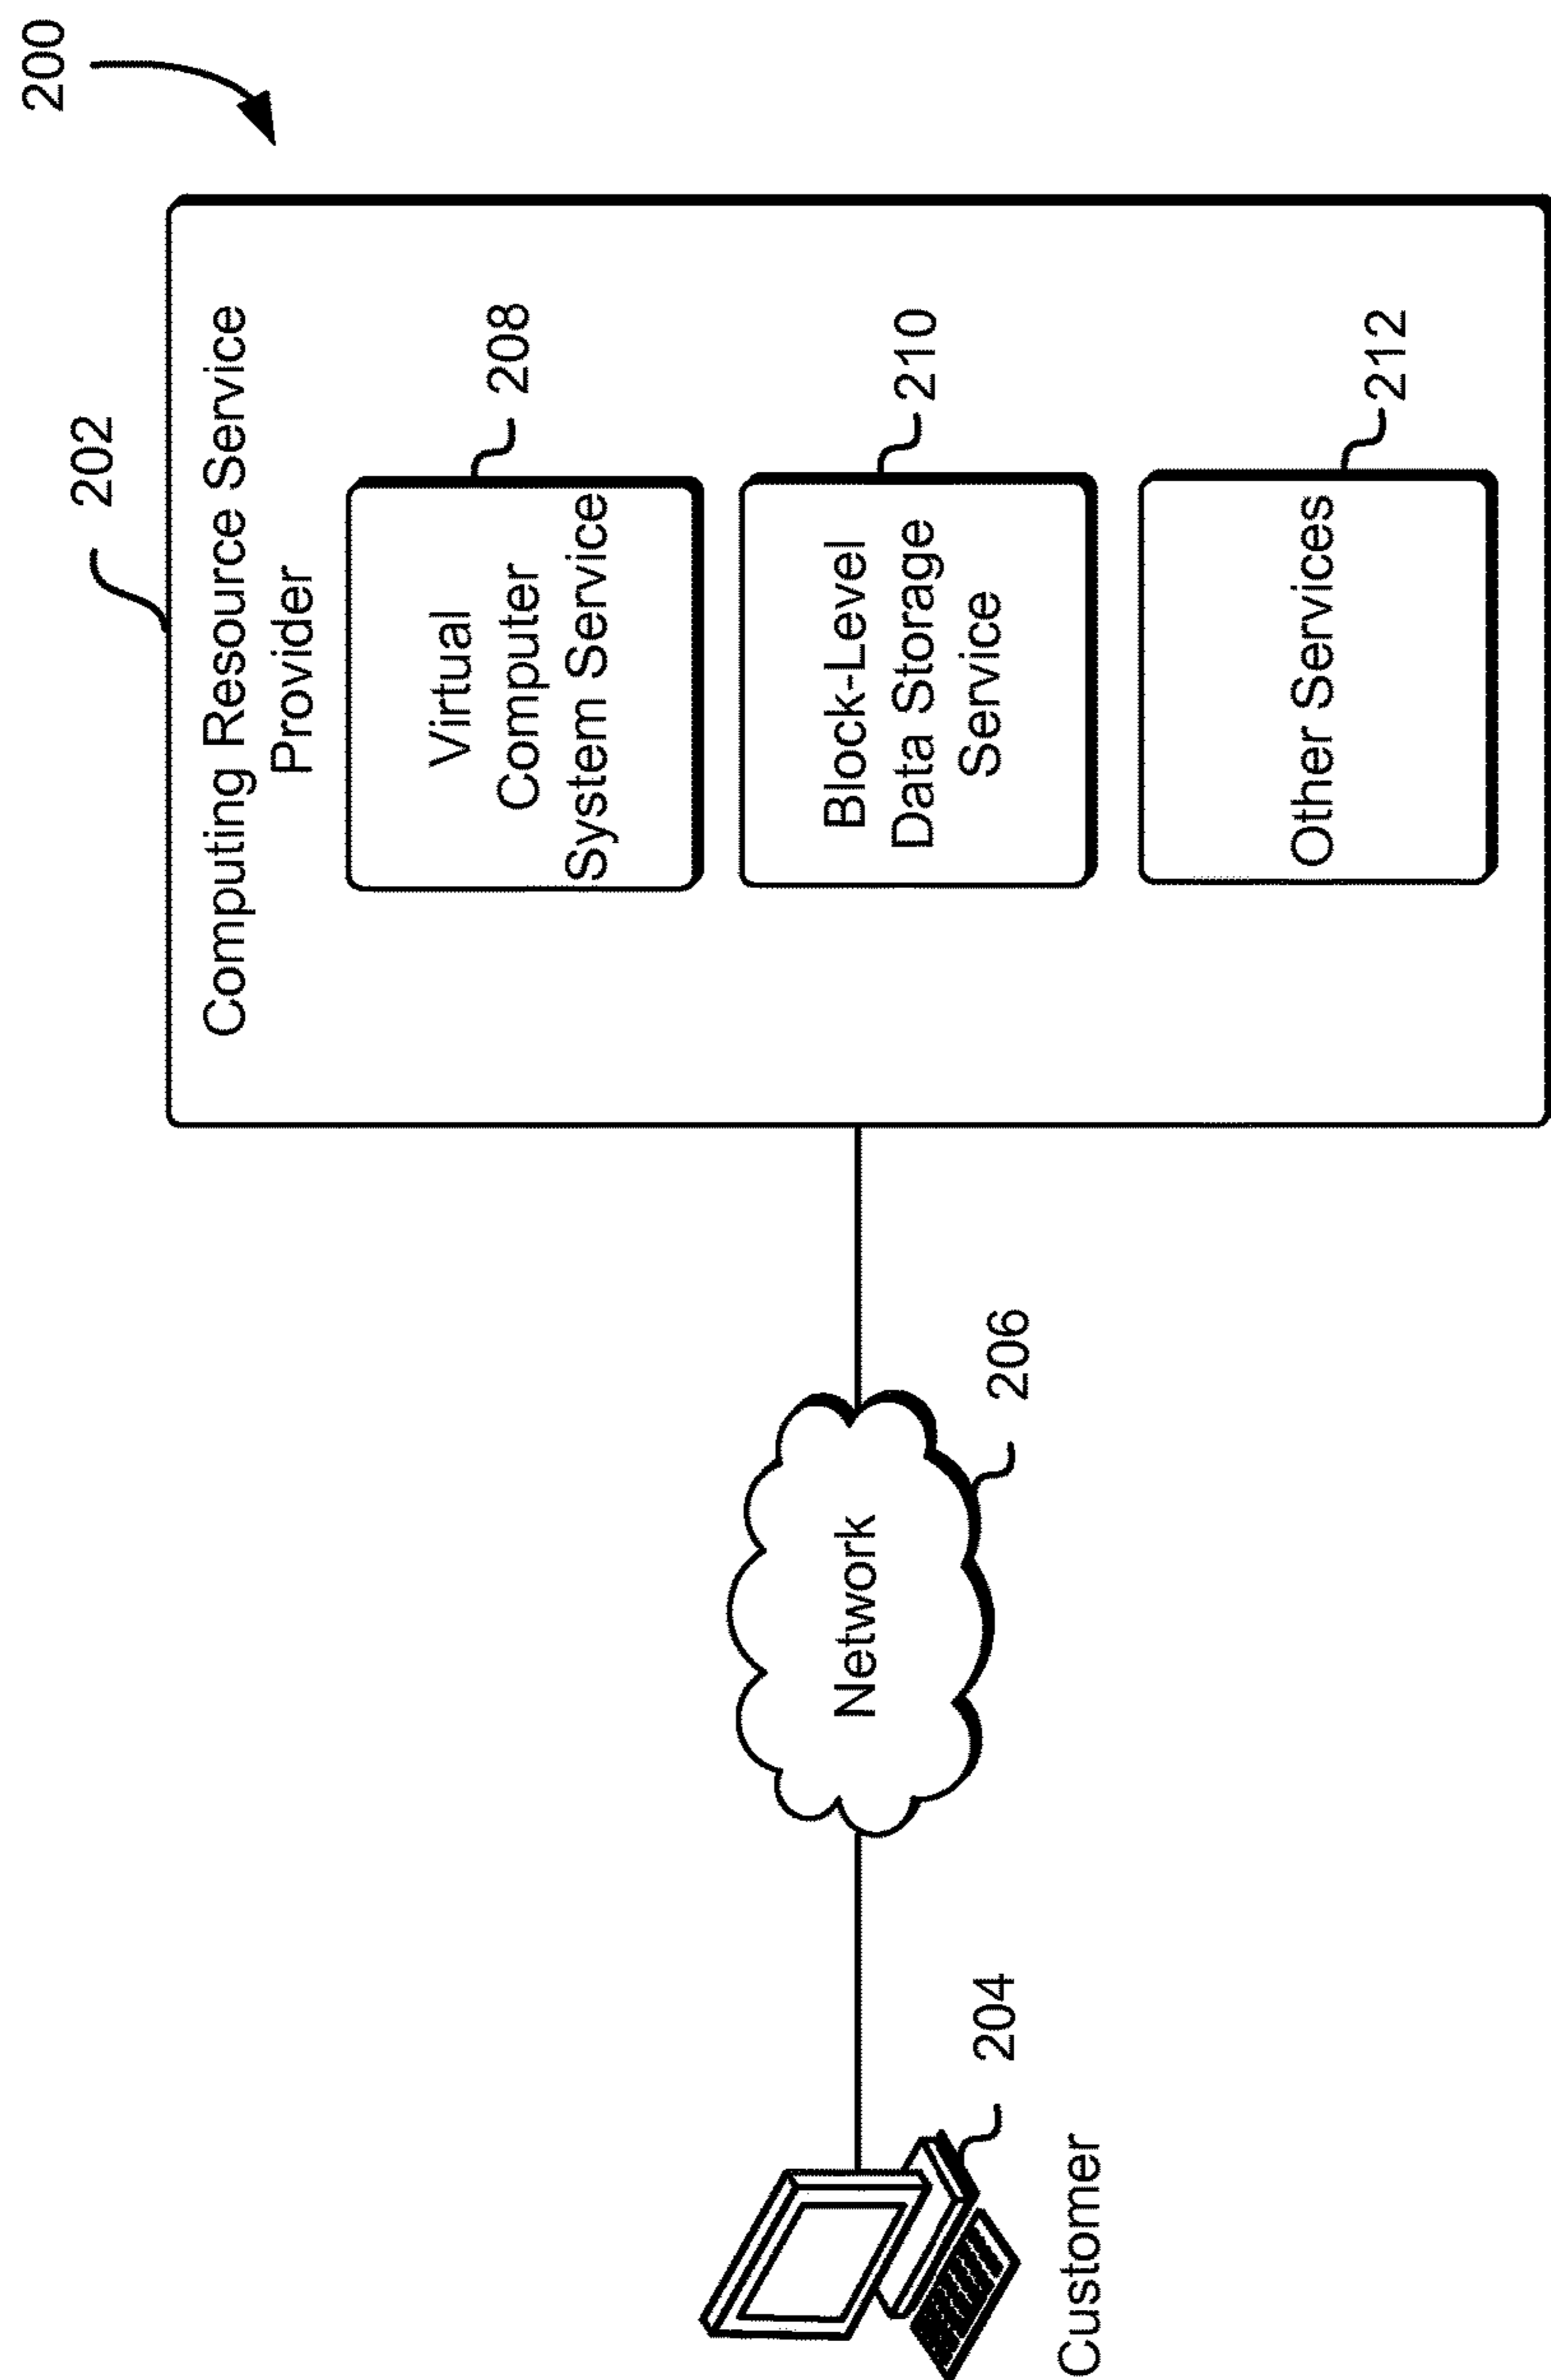 200
202
Computing Resource Service
Provider
Virtual
Computer
System Service
208
Block-Level
Data Storage
Service
210
Other Services
212
Network
206
204
Customer